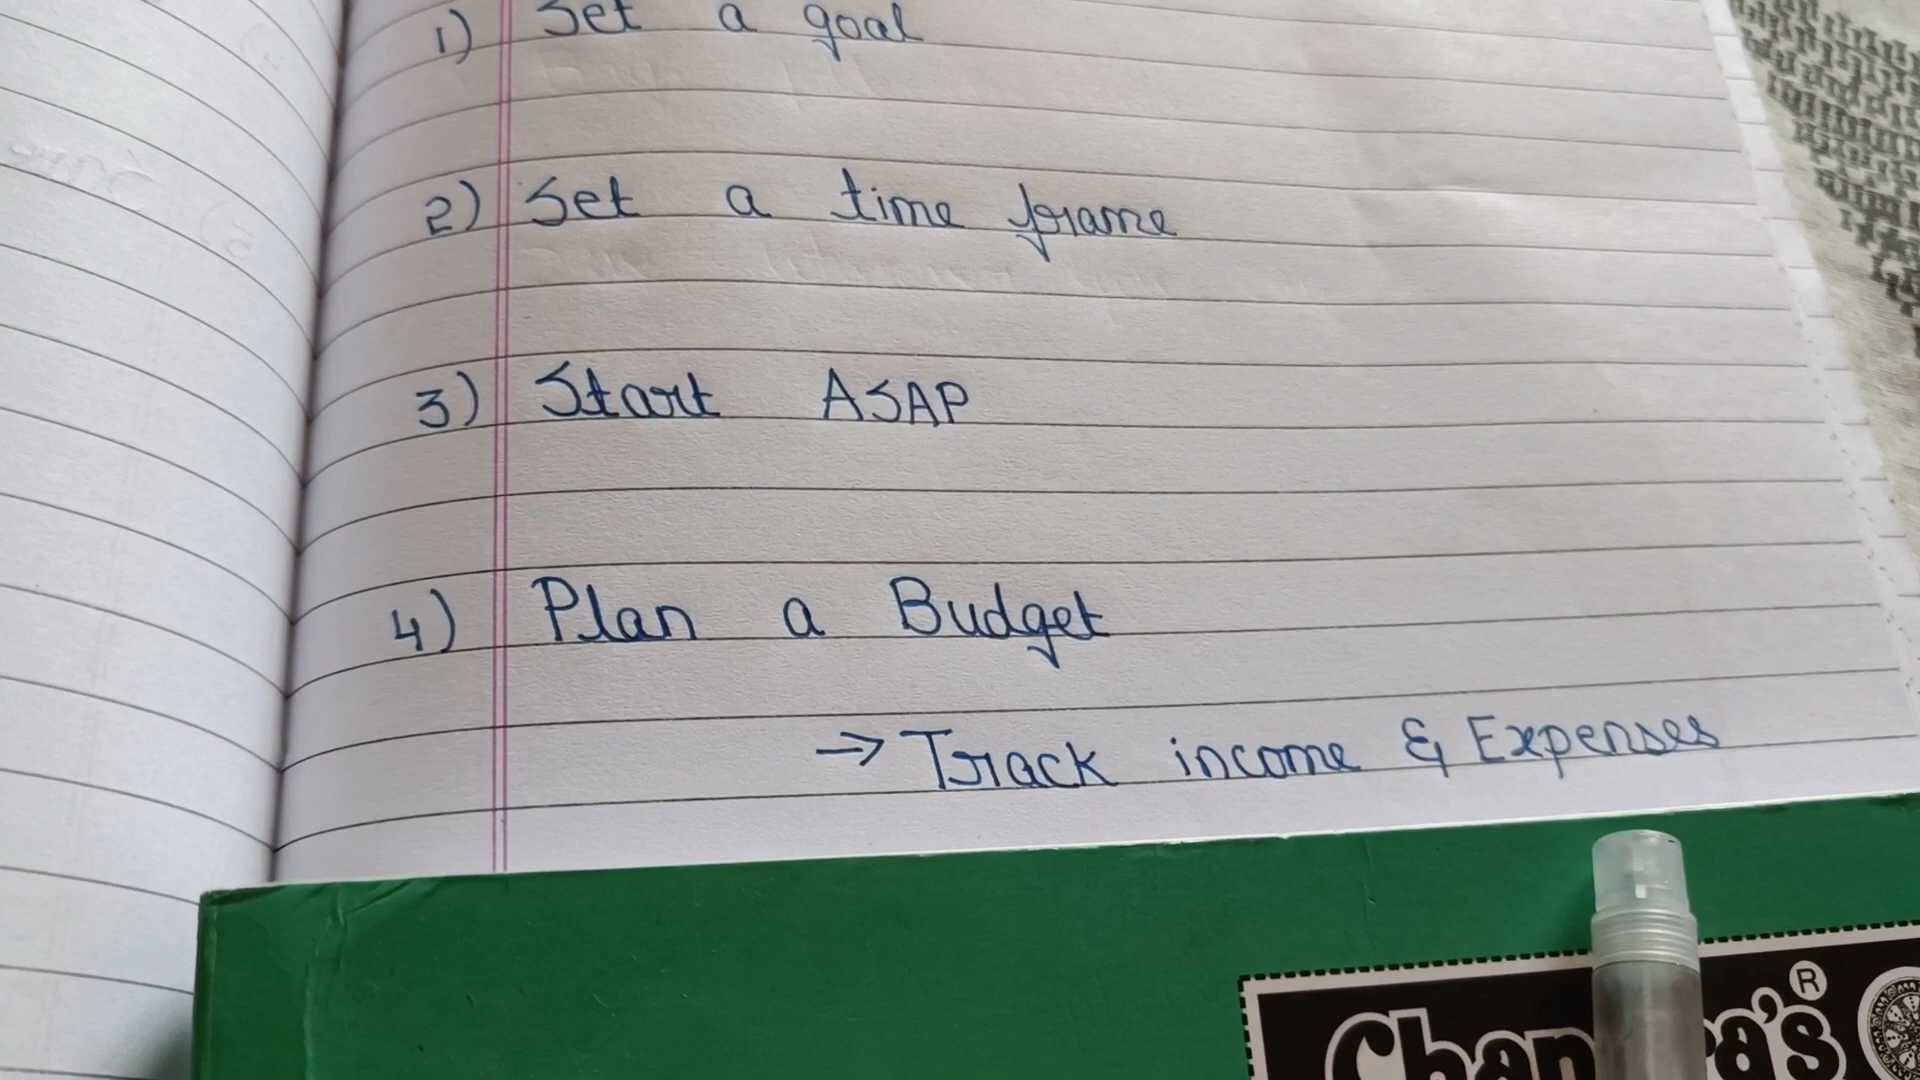 1) Set a goal
2) Set a time frame
3) Start ASAP
4) Plan a Budget
→ Track income & Expenses
®